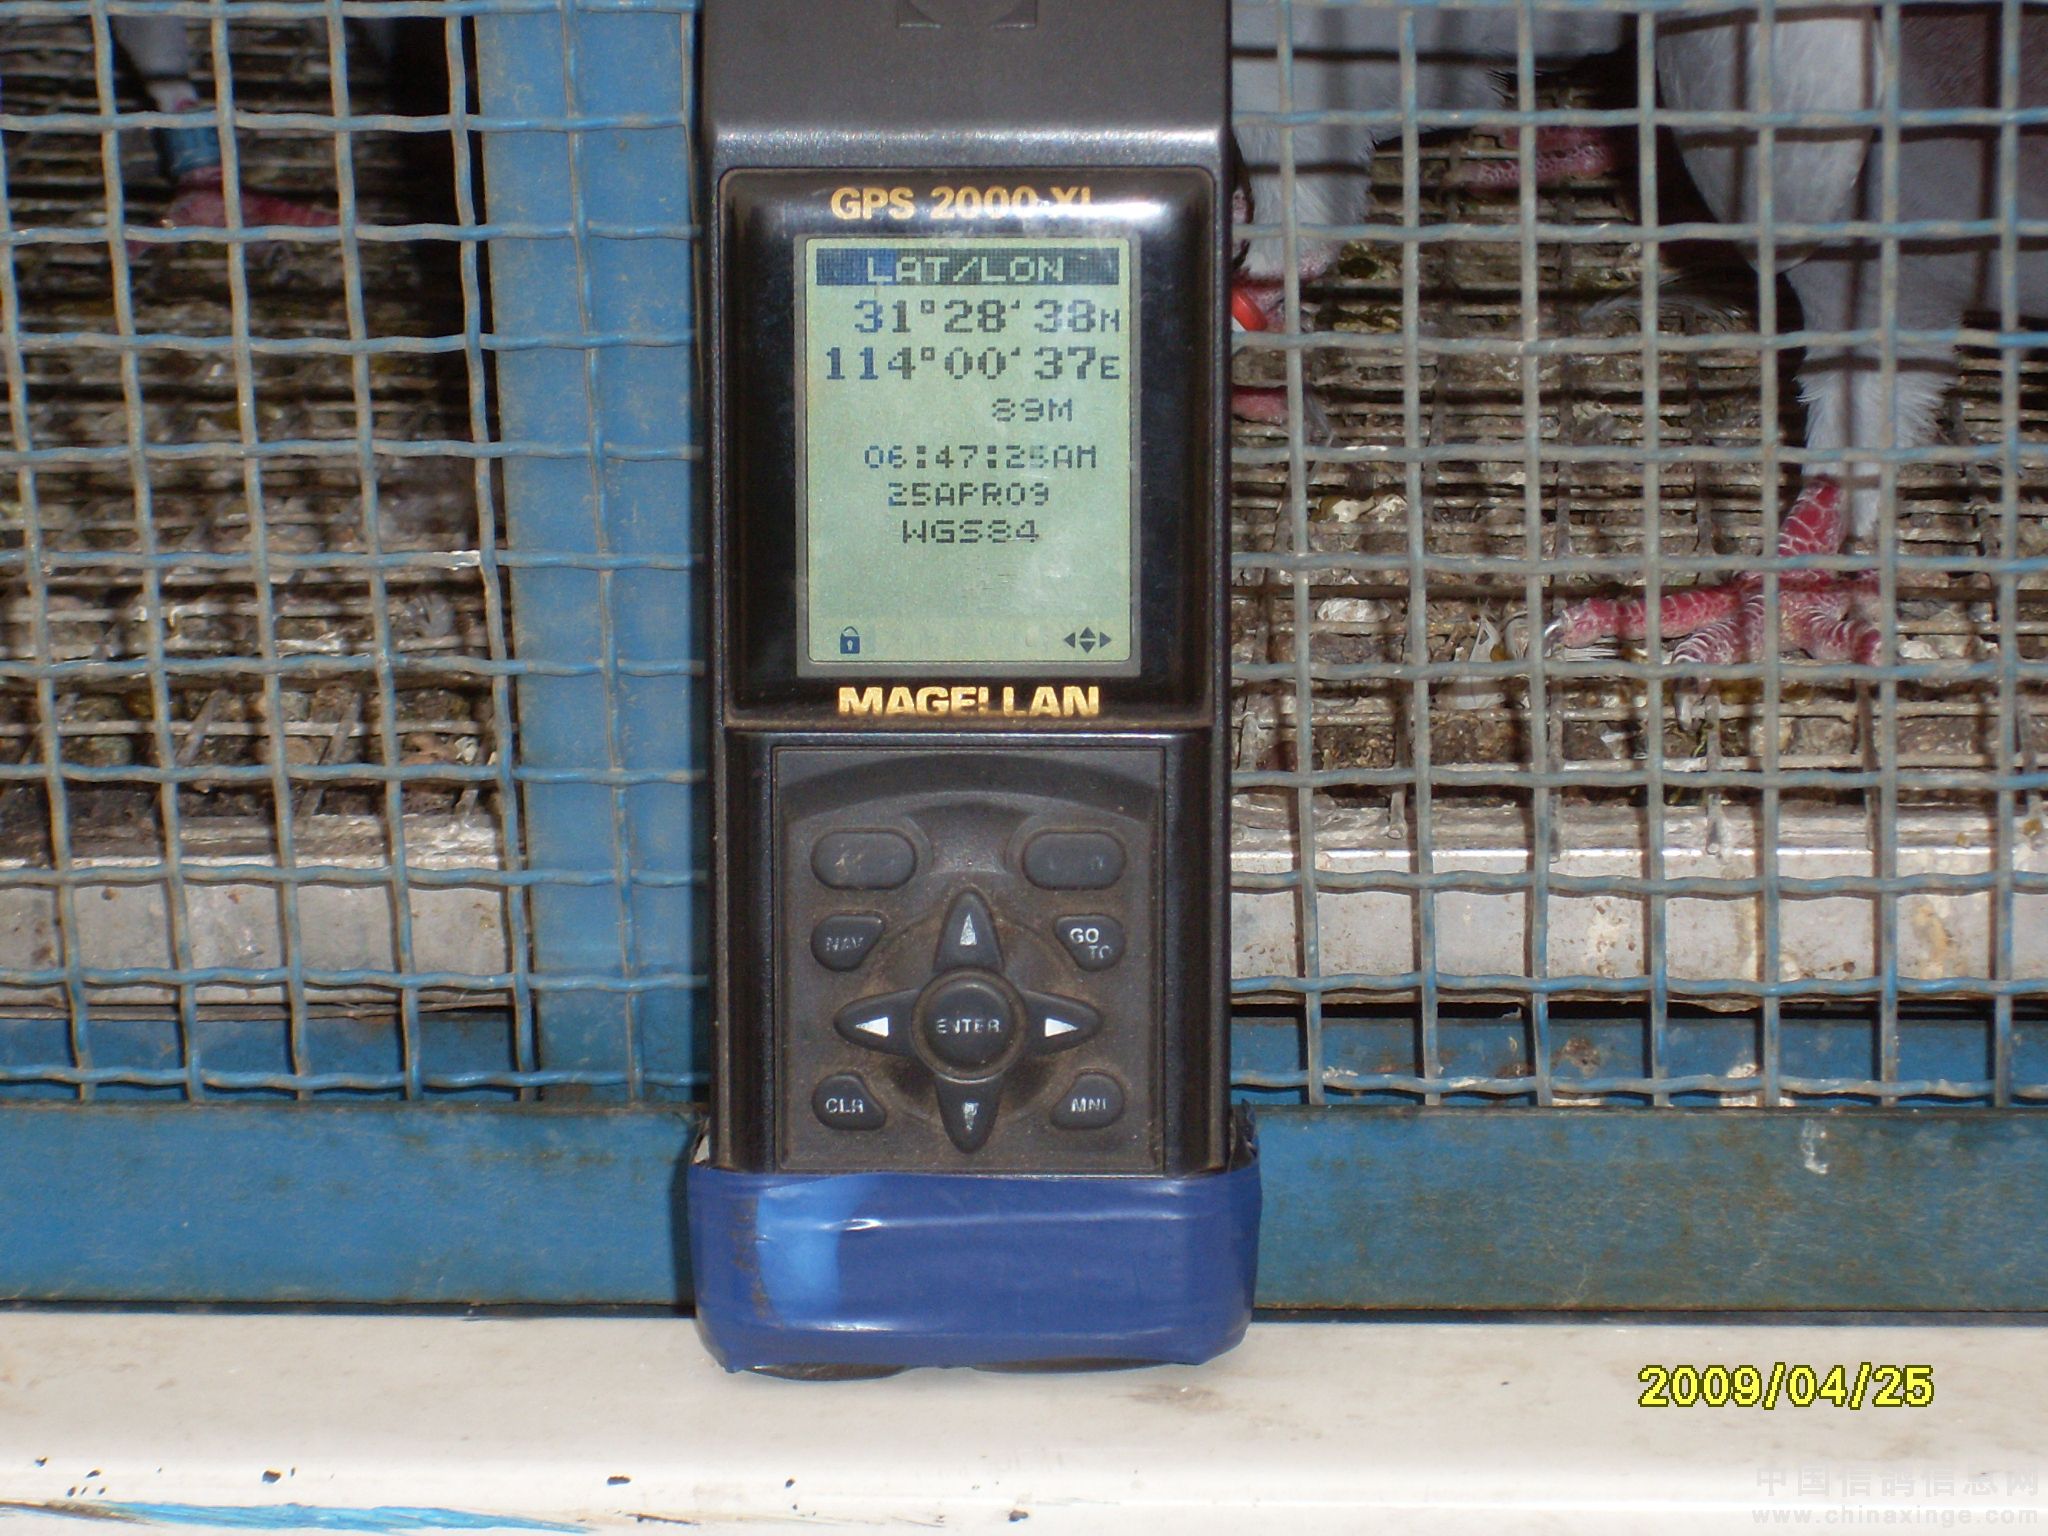 GPS 2000 XL
LAT/LON
31°28'38N
114°00'37E
89M
06:47:25AM
25APR09
WGS84
MAGELLAN
NAV
GO TO
ENTER
CLR
2009/04/25
中国信鸽信息网
www.chinaxinge.com